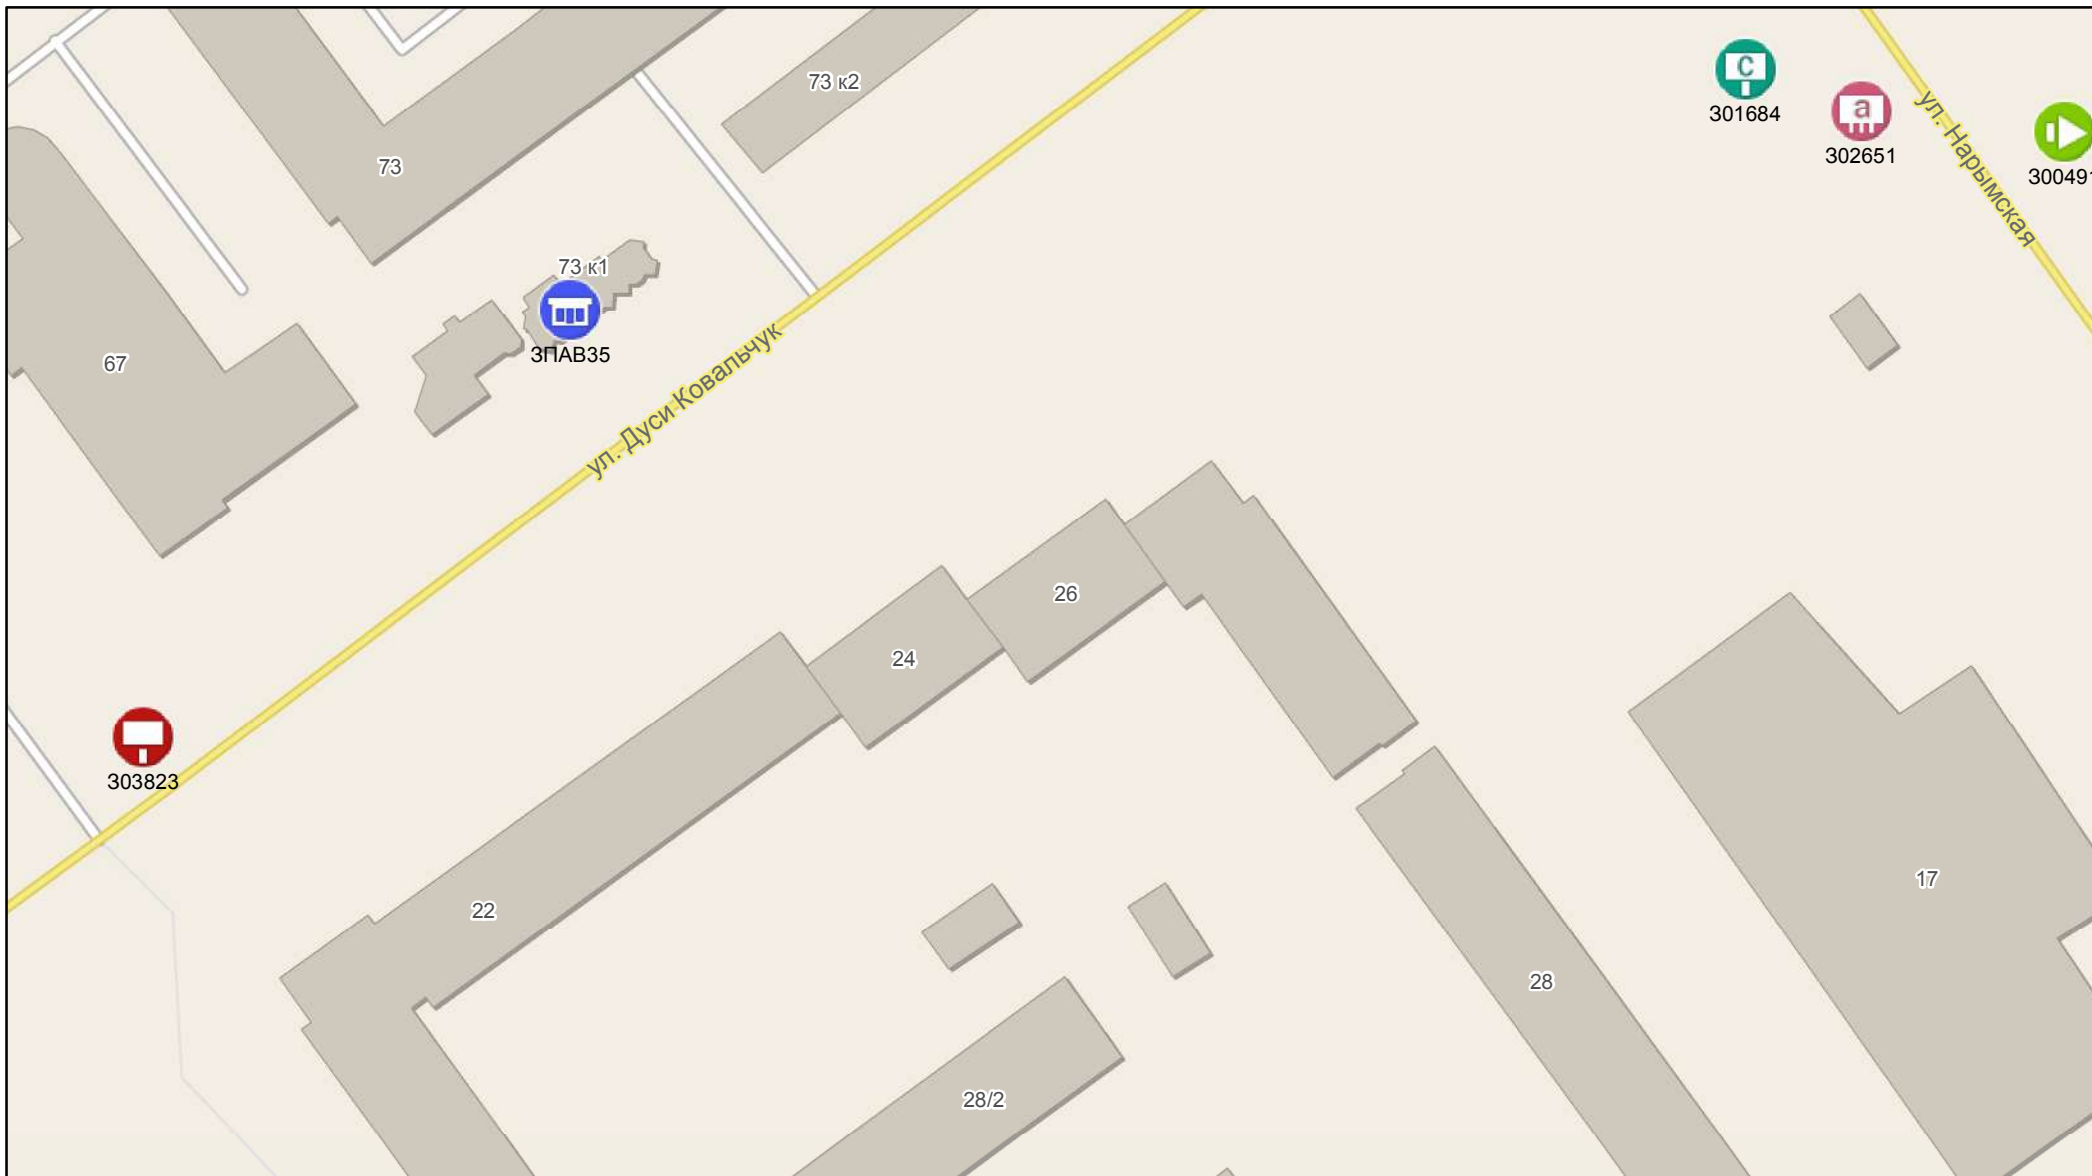 73 к2
73
73 к1
ЗПАВ35
67
ул. Дуси Ковальчук
С
301684
а
302651
300491
ул. Нарымская
26
24
303823
22
28
17
28/2